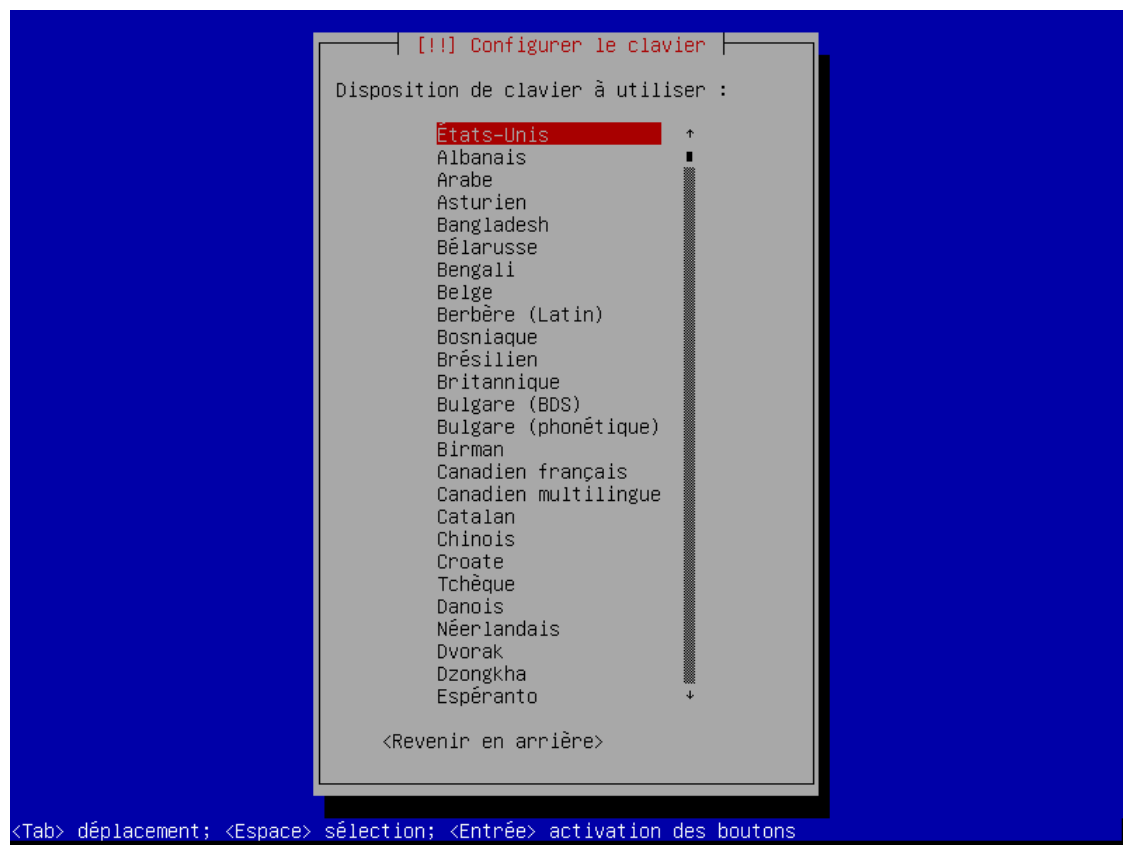 [!!] Configurer le clavier
Disposition de clavier à utiliser :
États-Unis
Albanais
Arabe
Asturien
Bangladesh
Bélarusse
Bengali
Belge
Berbère (Latin)
Bosniaque
Brésilien
Britannique
Bulgare (BDS)
Bulgare (phonétique)
Birman
Canadien français
Canadien multilingue
Catalan
Chinois
Croate
Tchèque
Danois
Néerlandais
Dvorak
Dzongkha
Espéranto
<Revenir en arrière>
<Tab> déplacement; <Espace> sélection; <Entrée> activation des boutons